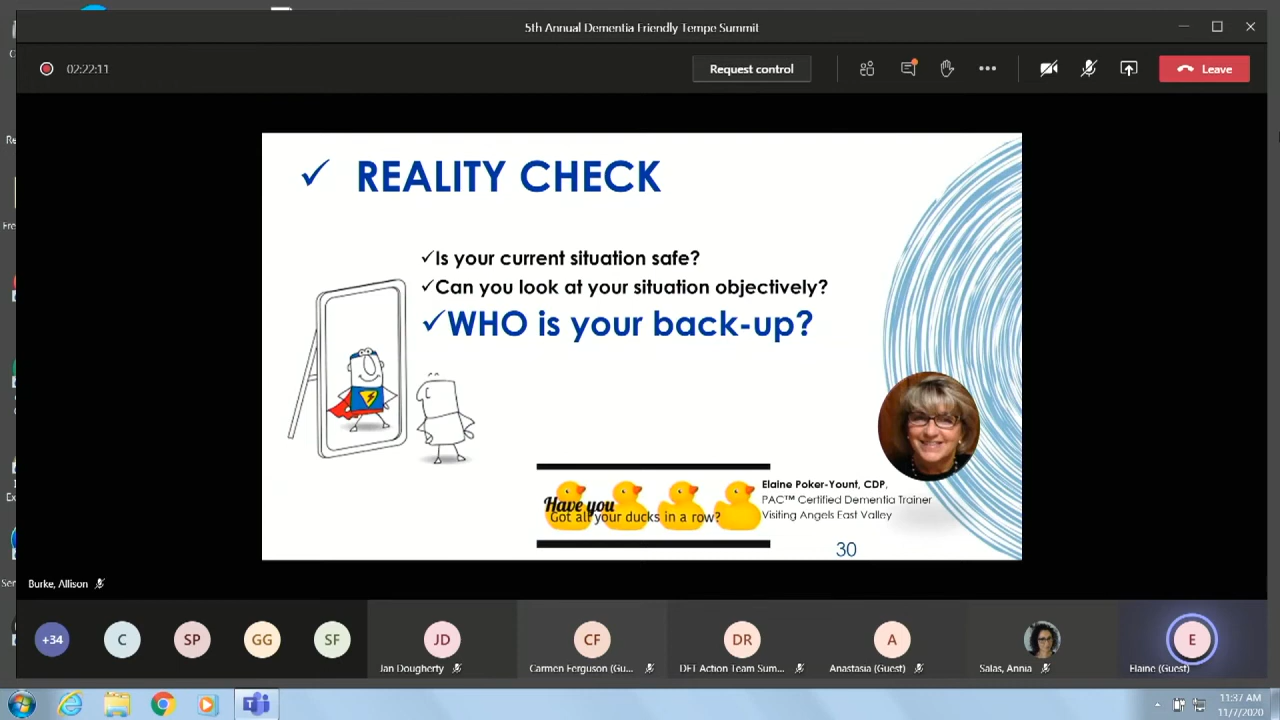 5th Annual Dementia Friendly Tempe Summit
02:22:11
Request control
Leave
✓ REALITY CHECK
✓Is your current situation safe?
✓Can you look at your situation objectively?
✓WHO is your back-up?
Have you
Got all your ducks in a row?
Elaine Poker-Yount, CDP,
PAC™ Certified Dementia Trainer
Visiting Angels East Valley
30
Burke, Allison
+34
C
SP
GG
SF
JD
CF
DR
A
E
Jan Dougherty
Carmen Ferguson (Gu...
DFT Action Team Sum...
Anastasia (Guest)
Salas, Annia
Elaine (Guest)
11:37 AM
11/7/2020